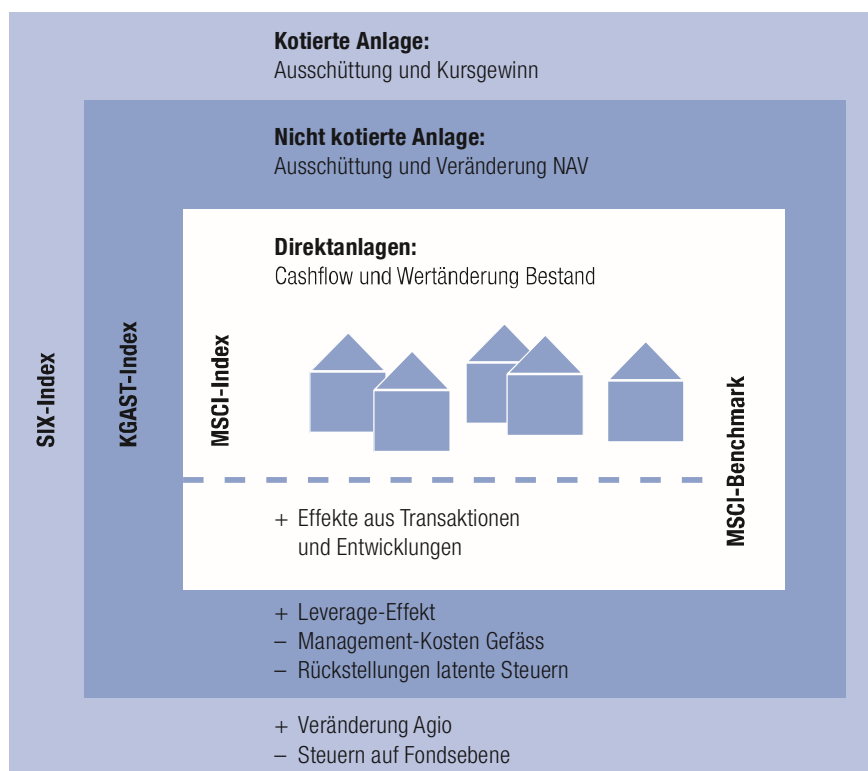 Kotierte Anlage:
Ausschüttung und Kursgewinn
Nicht kotierte Anlage:
Ausschüttung und Veränderung NAV
Direktanlagen:
Cashflow und Wertänderung Bestand
SIX-Index
KGAST-Index
MSCI-Index
MSCI-Benchmark
+ Effekte aus Transaktionen
und Entwicklungen
+ Leverage-Effekt
– Management-Kosten Gefäss
– Rückstellungen latente Steuern
+ Veränderung Agio
– Steuern auf Fondsebene